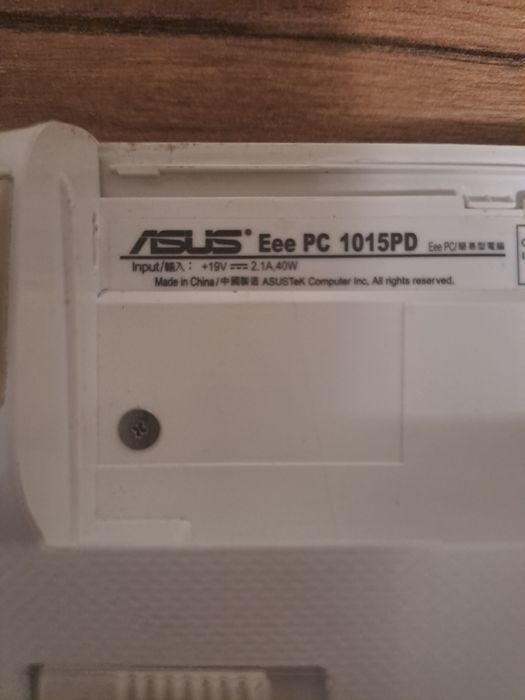 ASUS® Eee PC 1015PD Eee PC/簡易型電腦
Input/輸入： +19V⎓2.1A,40W
Made in China/中國製造 ASUSTeK Computer Inc. All rights reserved.